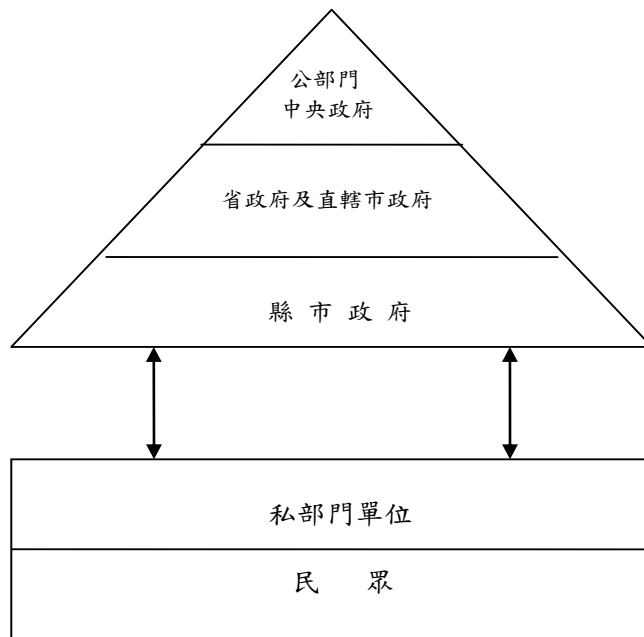 公部門
中央政府
省政府及直轄市政府
縣 市 政 府
私部門單位
民 眾